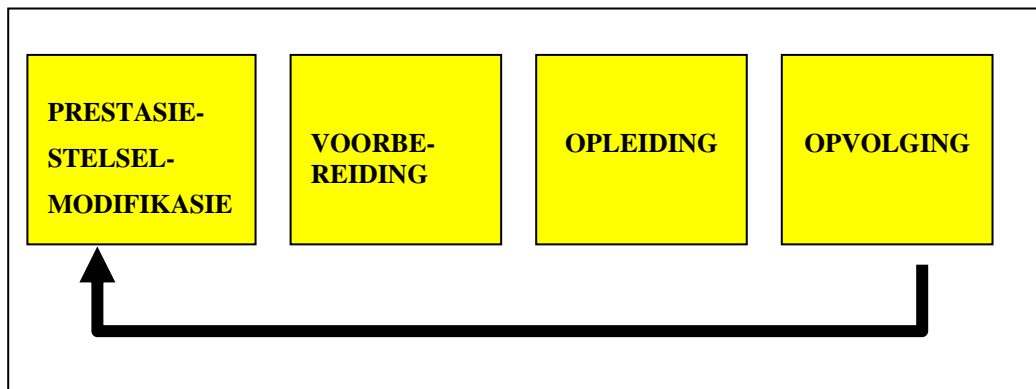 PRESTASIE-
STELSEL-
MODIFIKASIE
VOORBE-
REIDING
OPLEIDING
OPVOLGING